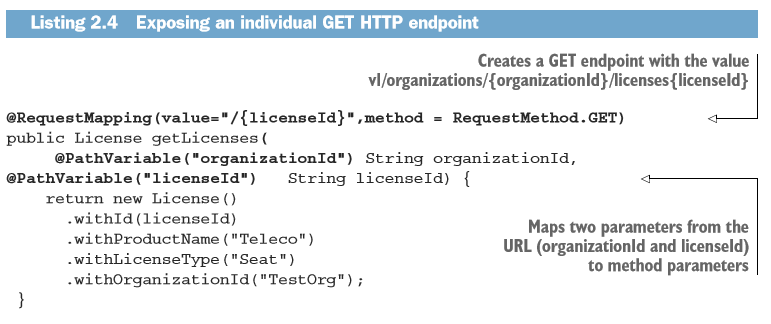 Listing 2.4 Exposing an individual GET HTTP endpoint
Creates a GET endpoint with the value
vl/organizations/{organizationId}/licenses{licenseId}
@RequestMapping(value="/{licenseId}",method = RequestMethod.GET)
public License getLicenses(
@PathVariable("organizationId") String organizationId,
@PathVariable("licenseId") String licenseId) {
return new License()
.withId(licenseId)
.withProductName("Teleco")
.withLicenseType("Seat")
.withOrganizationId("TestOrg");
}
Maps two parameters from the
URL (organizationId and licenseId)
to method parameters